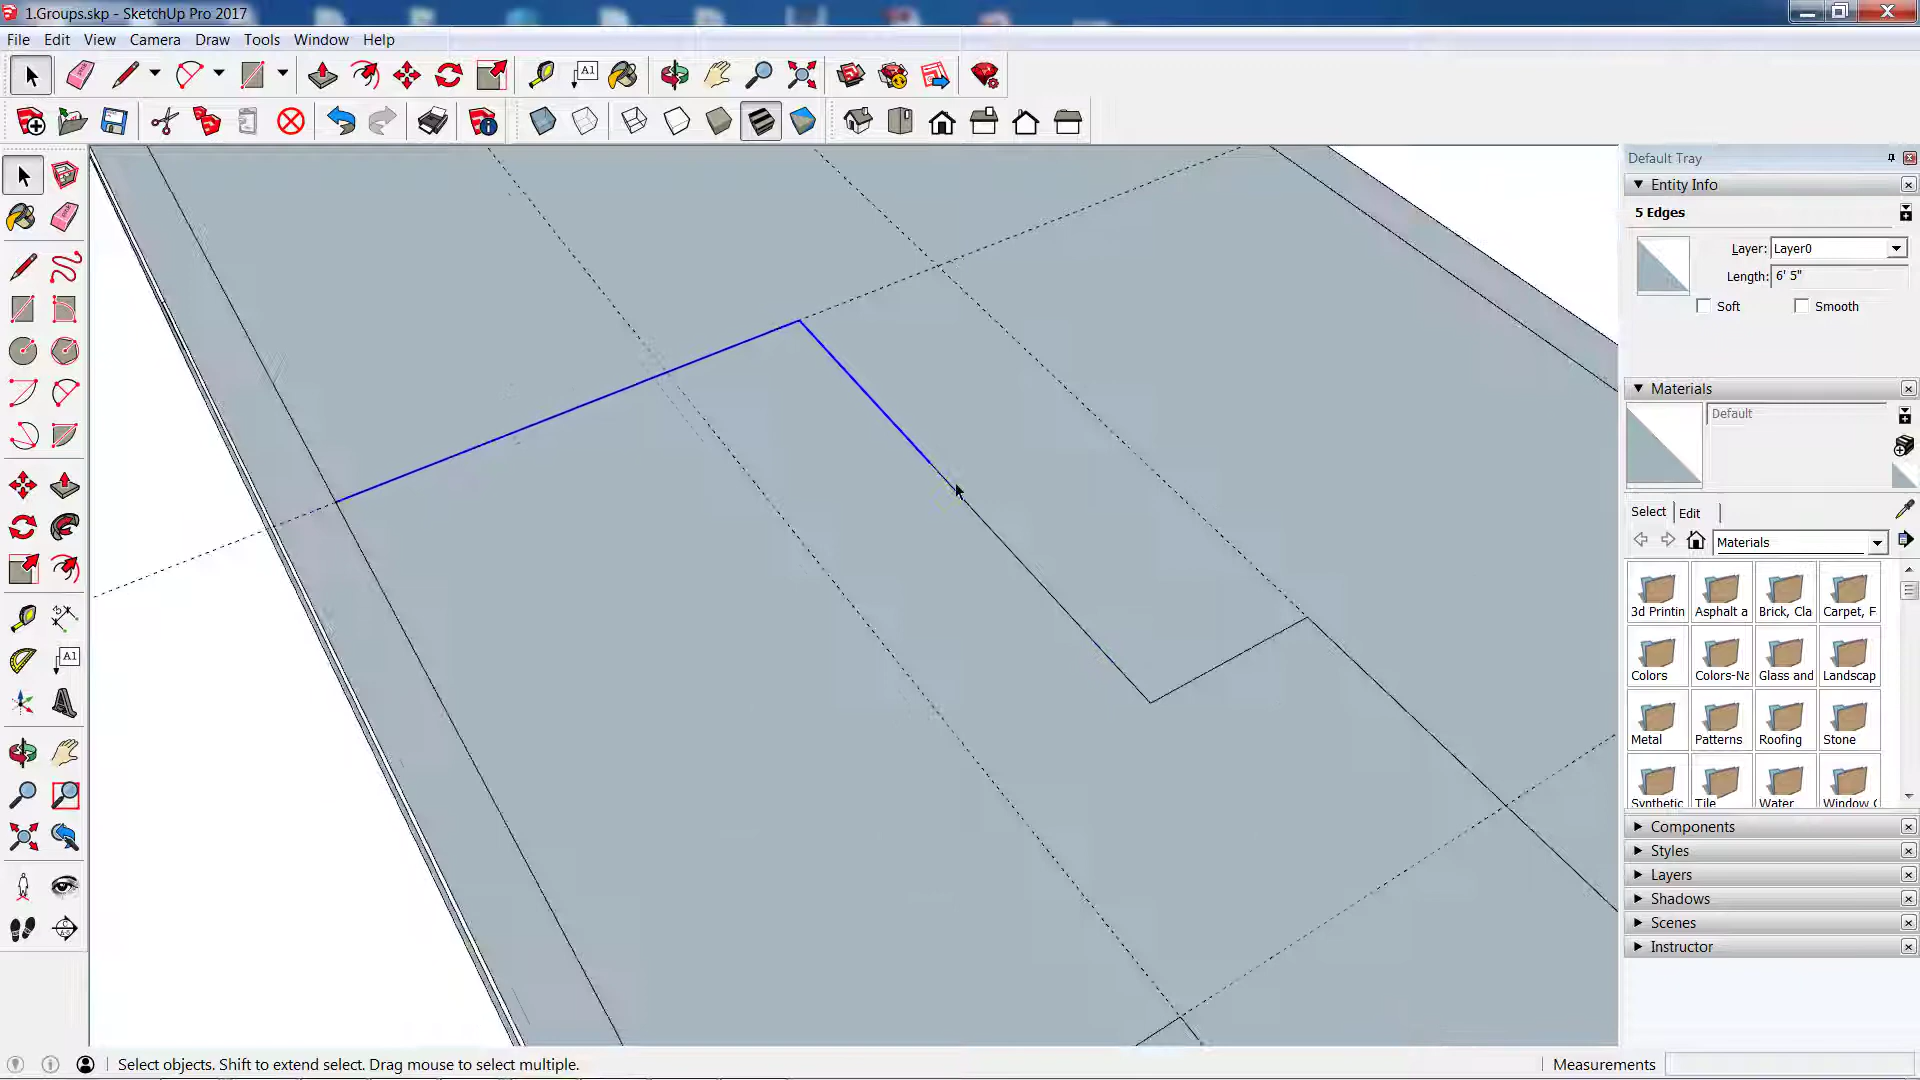 1.Groups.skp - SketchUp Pro 2017
File Edit View Camera Draw Tools Window Help
A1
Default Tray
Entity Info
5 Edges
Layer: Layer0
Length: 6' 5"
Soft Smooth
Materials
Default
Select Edit
Materials
3d Printin Asphalt a Brick, Cla Carpet, F
Colors Colors-Na Glass and Landscap
Metal Patterns Roofing Stone
Synthetic Tile Water Window C
Components
Styles
Layers
Shadows
Scenes
Instructor
A1
Select objects. Shift to extend select. Drag mouse to select multiple.
Measurements